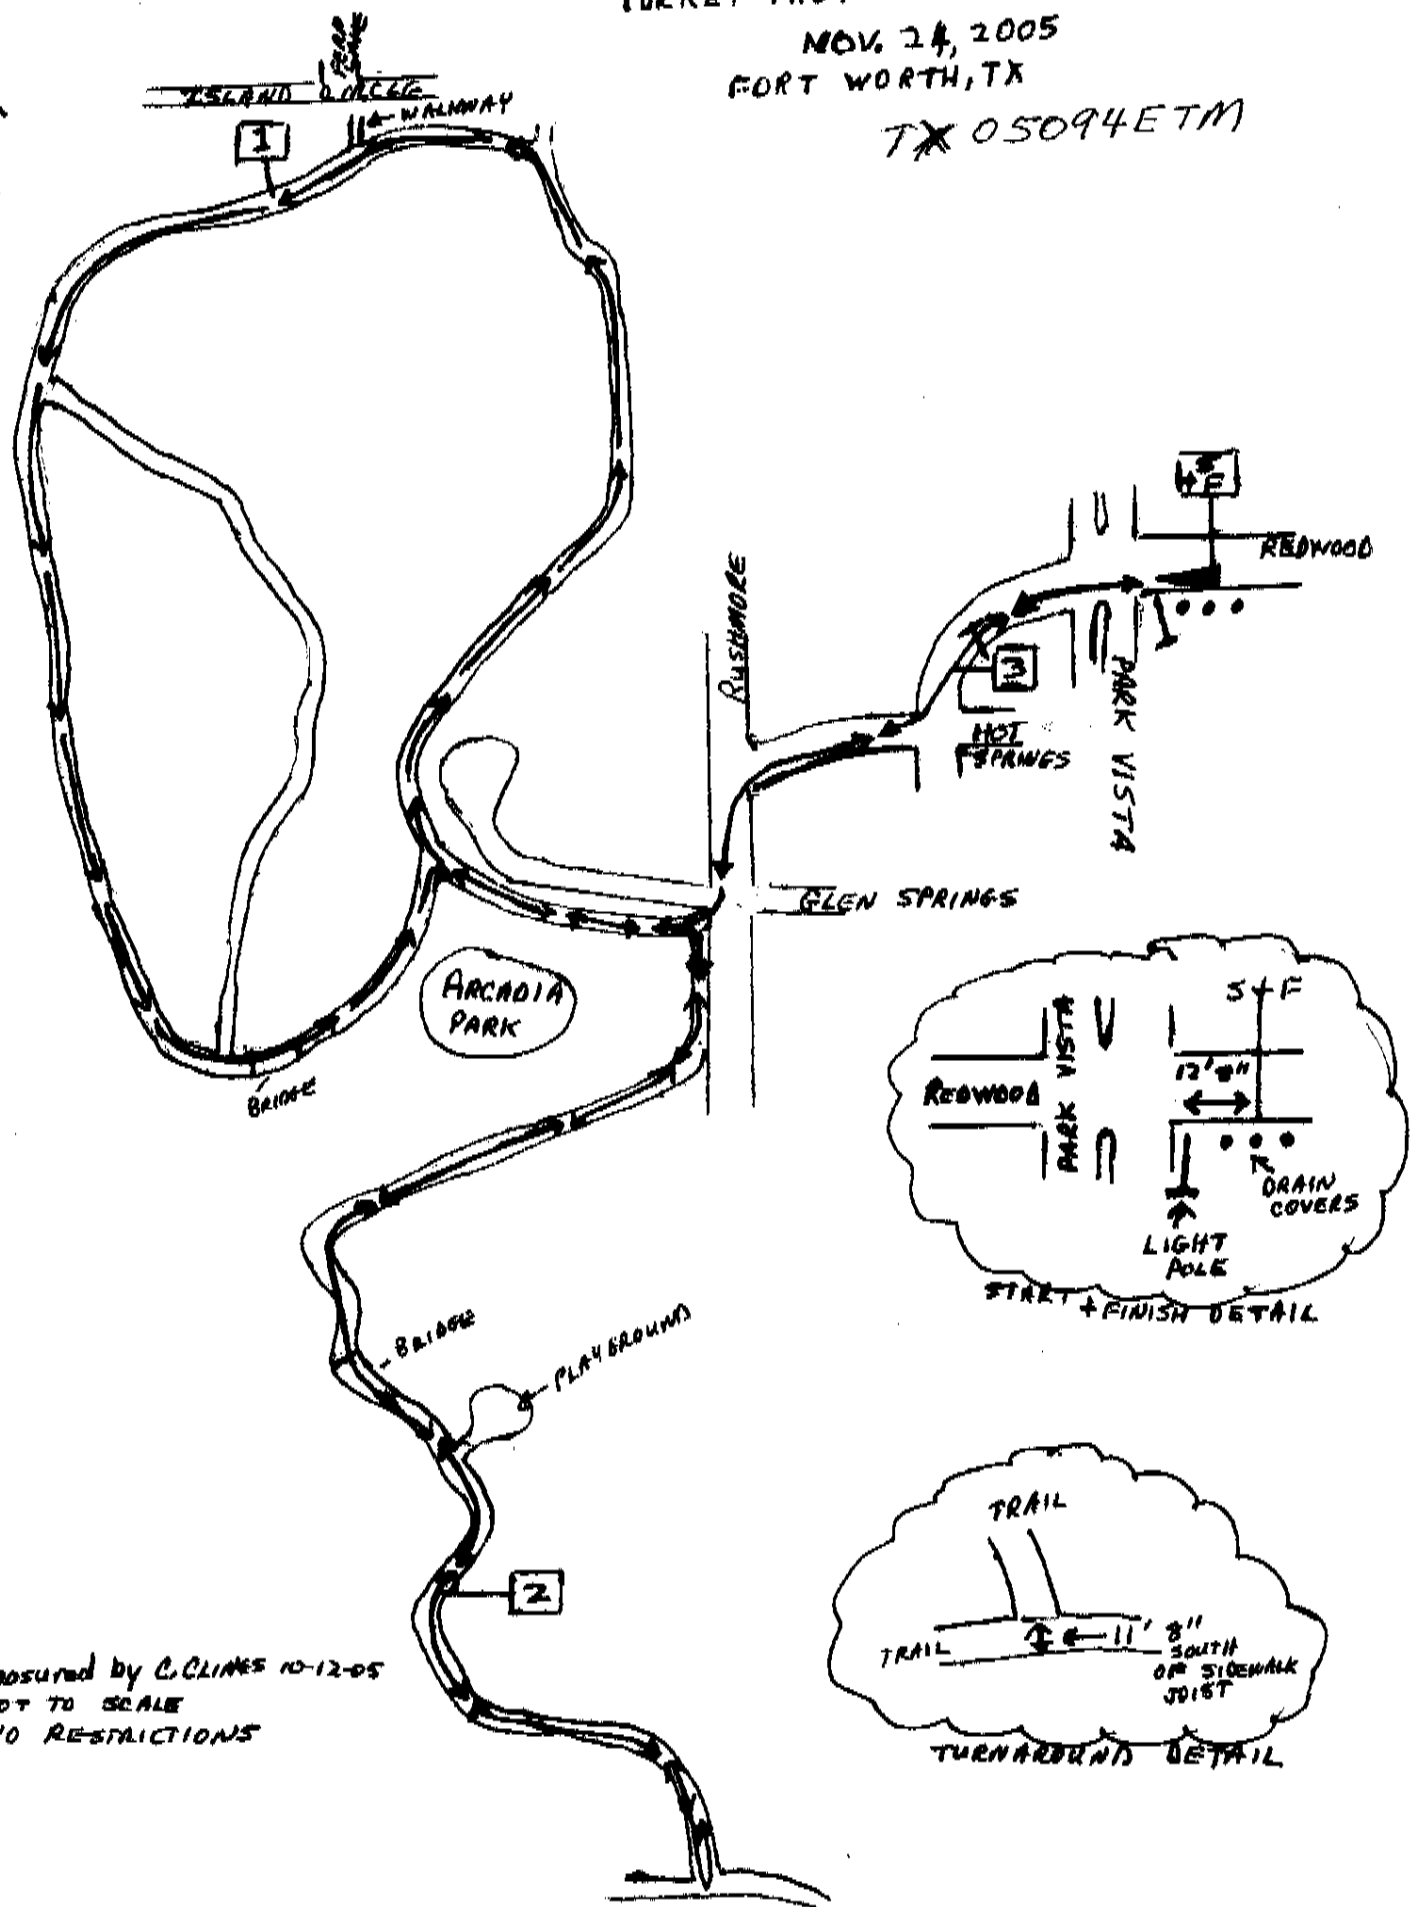 NOV. 24, 2005
FORT WORTH, TX
TX 05094ETM
ISLAND CIRCLE
WALKWAY
1
S
+ F
REDWOOD
RUSHMORE
3
HOT
SPRINGS
PARK VISTA
GLEN SPRINGS
ARCADIA
PARK
BRIDGE
S + F
PARK VISTA
12' 8"
REDWOOD
DRAIN
COVERS
LIGHT
POLE
START + FINISH DETAIL
BRIDGE
PLAYGROUND
2
TRAIL
TRAIL
11' 8"
SOUTH
OF SIDEWALK
JOIST
TURNAROUND DETAIL
by C. CLINES 10-12-05
TO SCALE
RESTRICTIONS